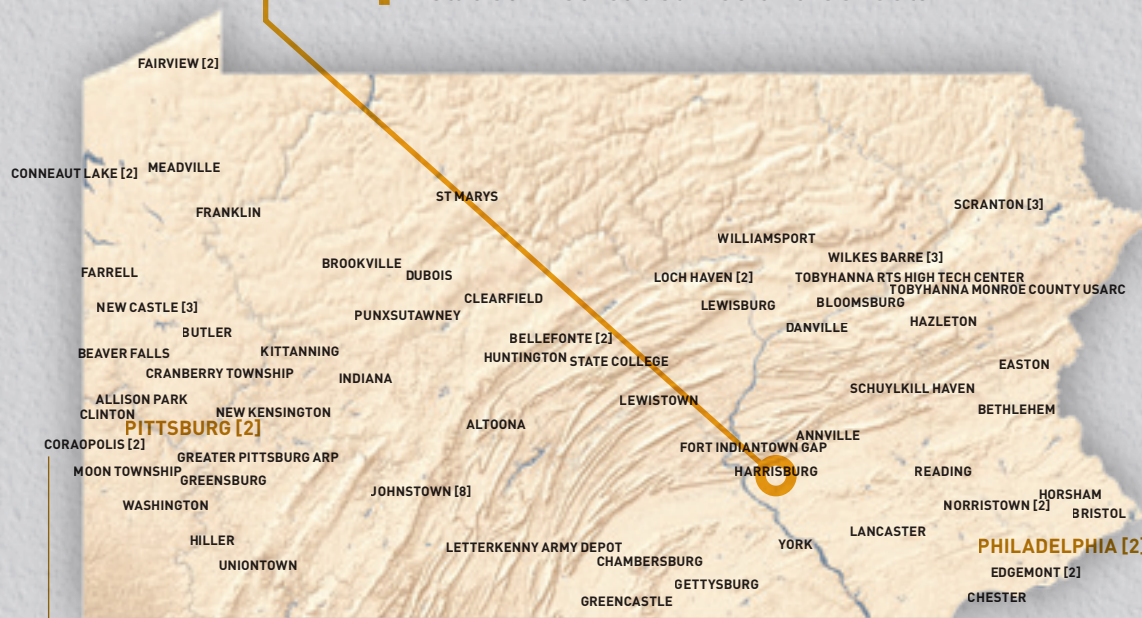 FAIRVIEW [2]
CONNEAUT LAKE [2]
MEADVILLE
ST MARYS
FRANKLIN
SCRANTON [3]
WILLIAMSPORT
WILKES BARRE [3]
BROOKVILLE
FARRELL
DUBOIS
LOCH HAVEN [2]
TOBYHANNA RTS HIGH TECH CENTER
TOBYHANNA MONROE COUNTY USARC
NEW CASTLE [3]
CLEARFIELD
LEWISBURG
BLOOMSBURG
PUNXSUTAWNEY
HAZLETON
BUTLER
DANVILLE
BELLEFONTE [2]
BEAVER FALLS
KITTANNING
HUNTINGTON
STATE COLLEGE
EASTON
CRANBERRY TOWNSHIP
INDIANA
SCHUYLKILL HAVEN
ALLISON PARK
LEWISTOWN
CLINTON
NEW KENSINGTON
BETHLEHEM
PITTSBURG [2]
ALTOONA
ANNVILLE
CORAOPOLIS [2]
FORT INDIANTOWN GAP
GREATER PITTSBURG ARP
MOON TOWNSHIP
HARRISBURG
READING
GREENSBURG
JOHNSTOWN [8]
HORSHAM
WASHINGTON
NORRISTOWN [2]
BRISTOL
LANCASTER
HILLER
LETTERKENNY ARMY DEPOT
YORK
PHILADELPHIA [2]
CHAMBERSBURG
UNIONTOWN
EDGEMONT [2]
GETTYSBURG
GREENCASTLE
CHESTER